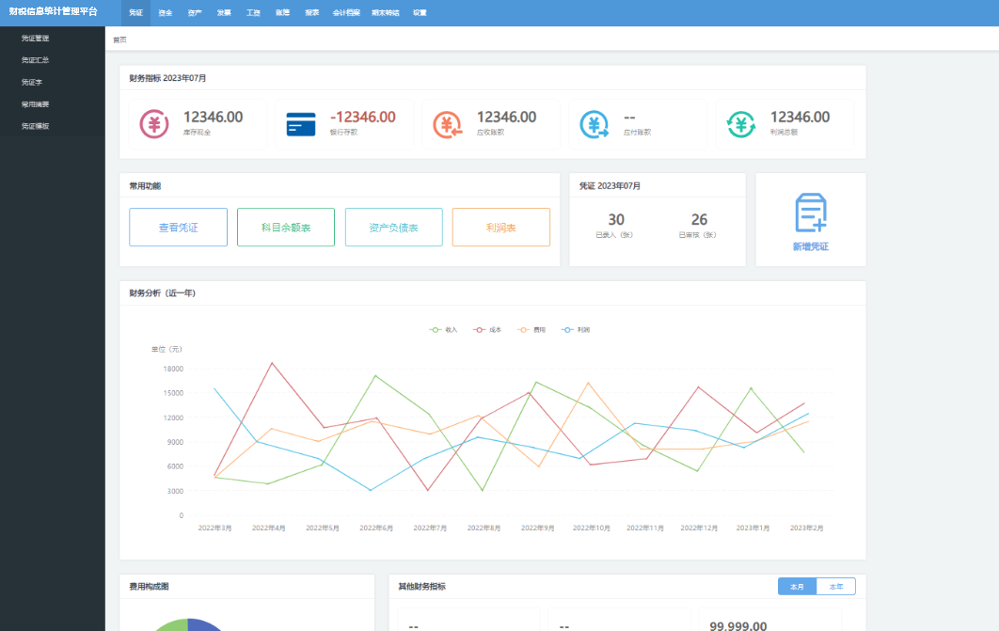 财税信息统计管理平台
凭证 资金 资产 发票 工资 账簿 报表 会计档案 期末转结 设置
凭证管理
凭证汇总
凭证字
常用摘要
凭证模板
首页
财务指标 2023年07月
12346.00 -12346.00 12346.00 -- 12346.00
库存现金 银行存款 应收账款 应付账款 利润总额
常用功能
查看凭证 科目余额表 资产负债表 利润表
凭证 2023年07月
30 26
已录入（张） 已审核（张）
新增凭证
财务分析（近一年）
收入 成本 费用 利润
单位（元）
18000
15000
12000
9000
6000
3000
0
2022年3月 2022年4月 2022年5月 2022年6月 2022年7月 2022年8月 2022年9月 2022年10月 2022年11月 2022年12月 2023年1月 2023年2月
费用构成图
其他财务指标
本月 本年
-- -- 99,999.00